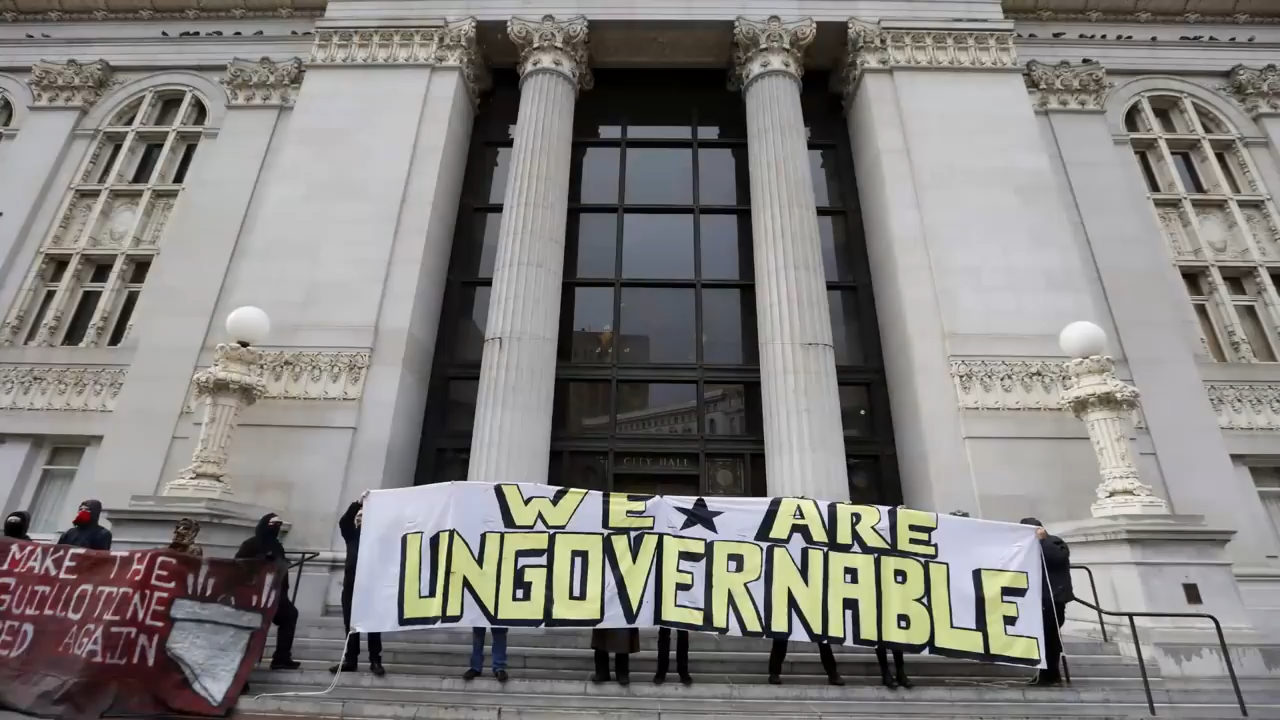 CITY HALL
WE ★ ARE
UNGOVERNABLE
MAKE THE
GUILLOTINE
RED AGAIN